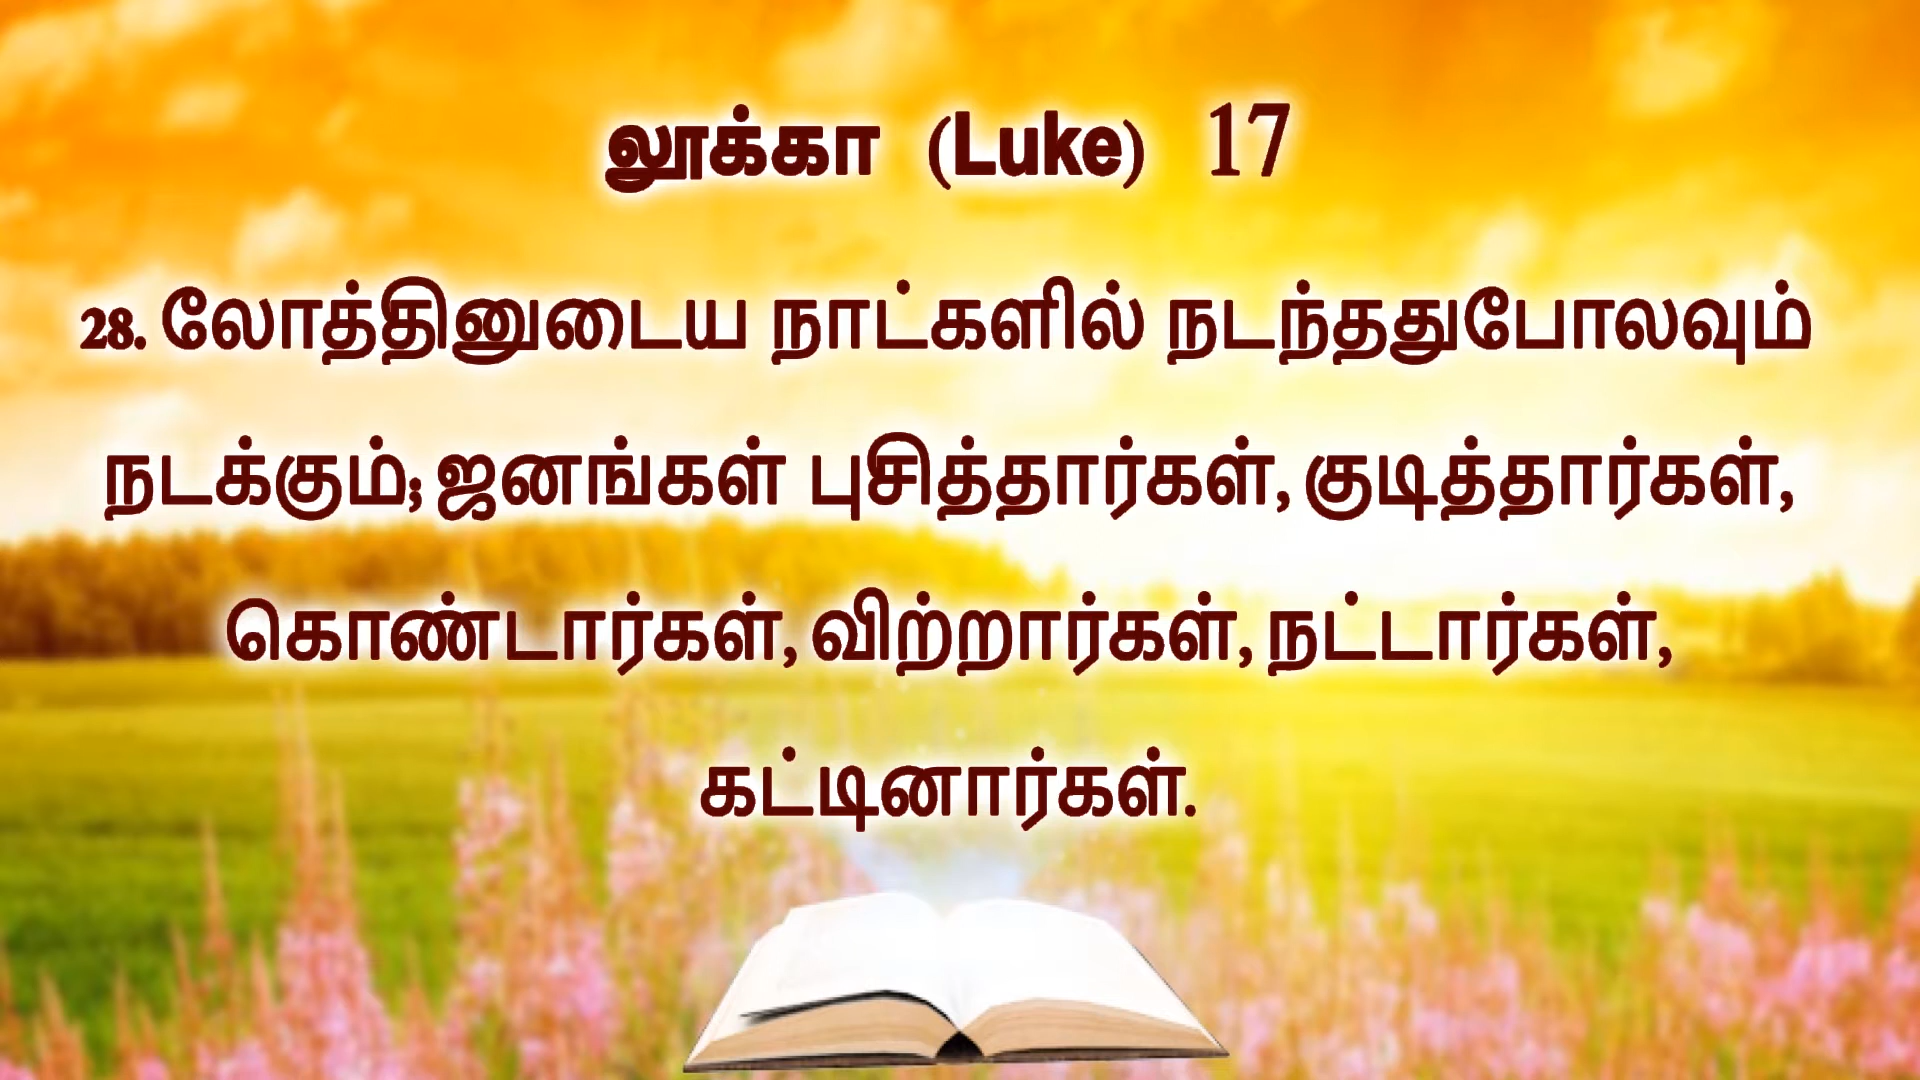 லூக்கா (Luke) 17
28. லோத்தினுடைய நாட்களில் நடந்ததுபோலவும்
நடக்கும்; ஜனங்கள் புசித்தார்கள், குடித்தார்கள்,
கொண்டார்கள், விற்றார்கள், நட்டார்கள்,
கட்டினார்கள்.